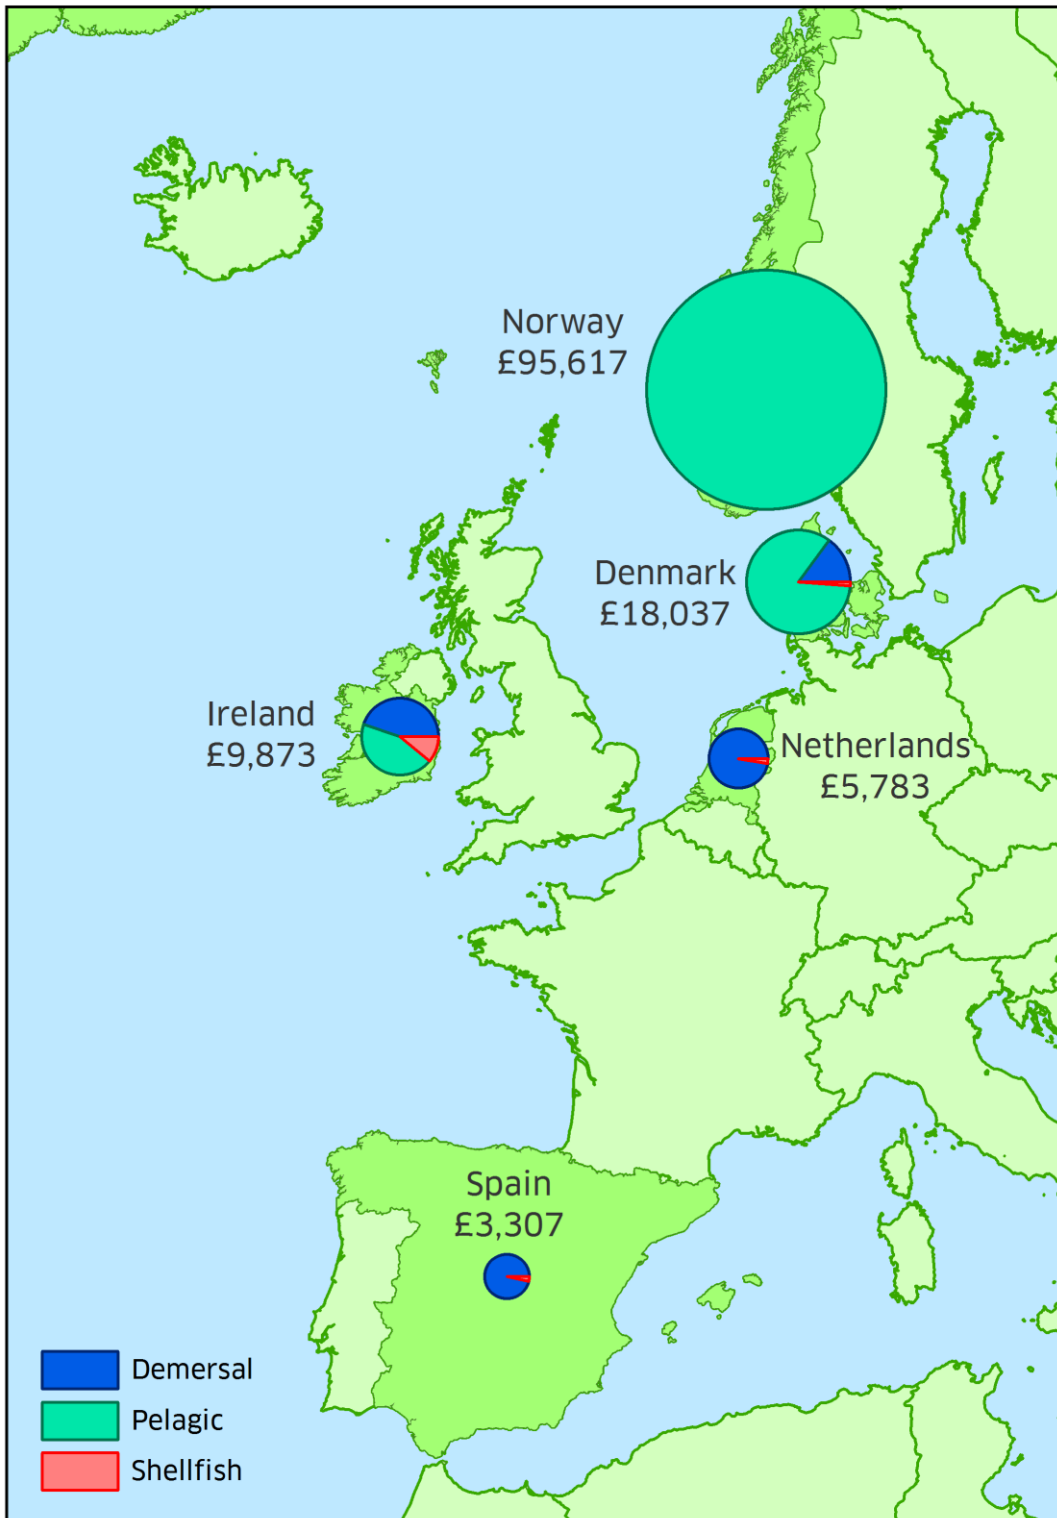 Norway
£95,617
Denmark
£18,037
Ireland
£9,873
Netherlands
£5,783
Spain
£3,307
Demersal
Pelagic
Shellfish